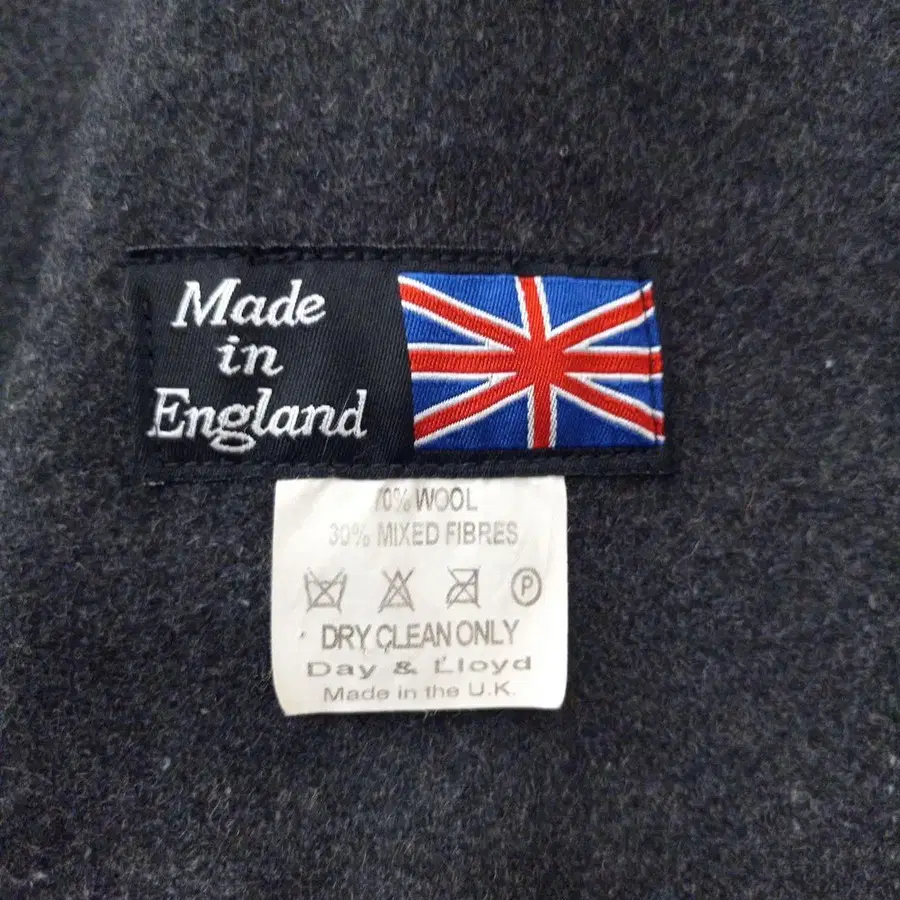 Made
in
England
70% WOOL
30% MIXED FIBRES
P
DRY CLEAN ONLY
Day & Lloyd
Made in the U.K.